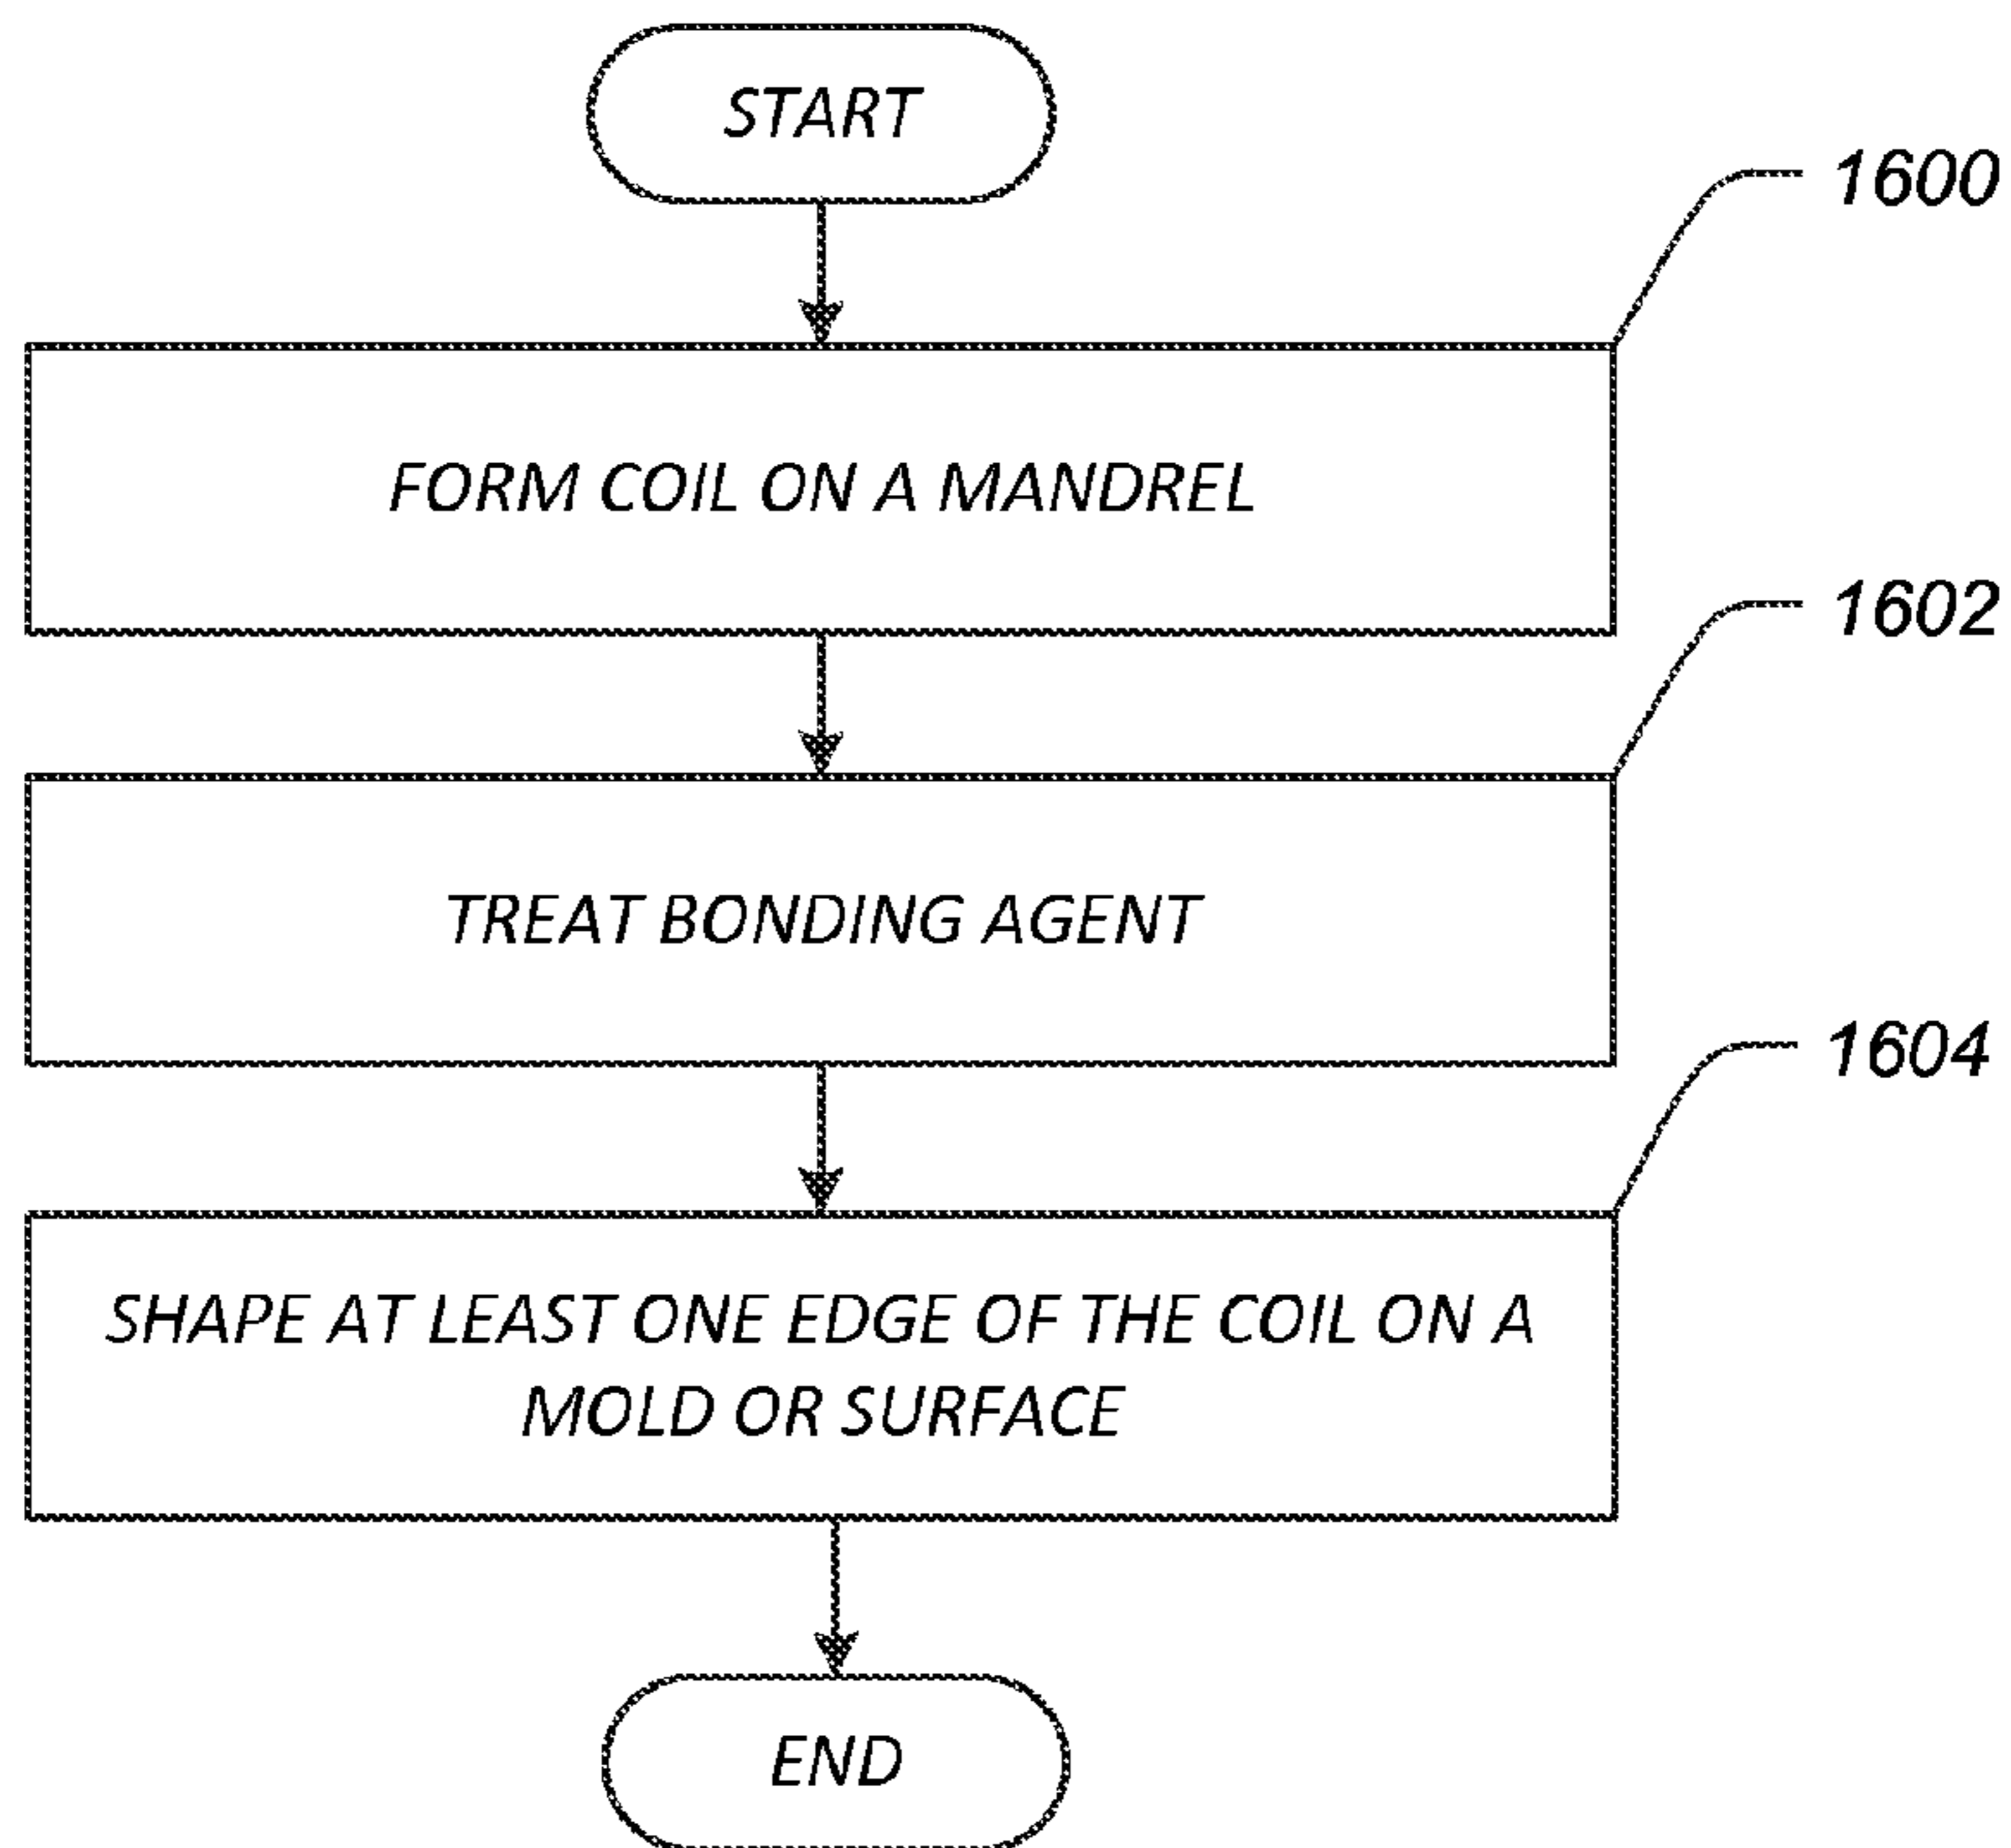 START
1600
FORM COIL ON A MANDREL
1602
TREAT BONDING AGENT
1604
SHAPE AT LEAST ONE EDGE OF THE COIL ON A
MOLD OR SURFACE
END